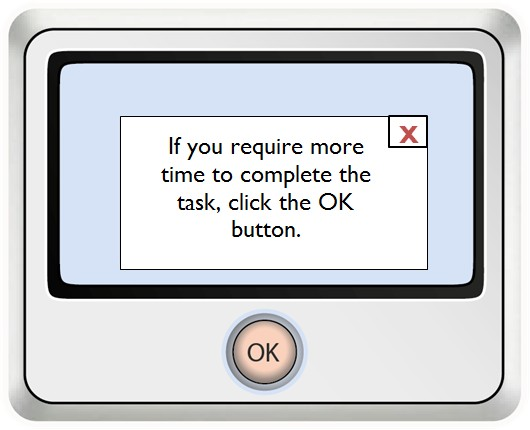 X
If you require more
time to complete the
task, click the OK
button.
OK